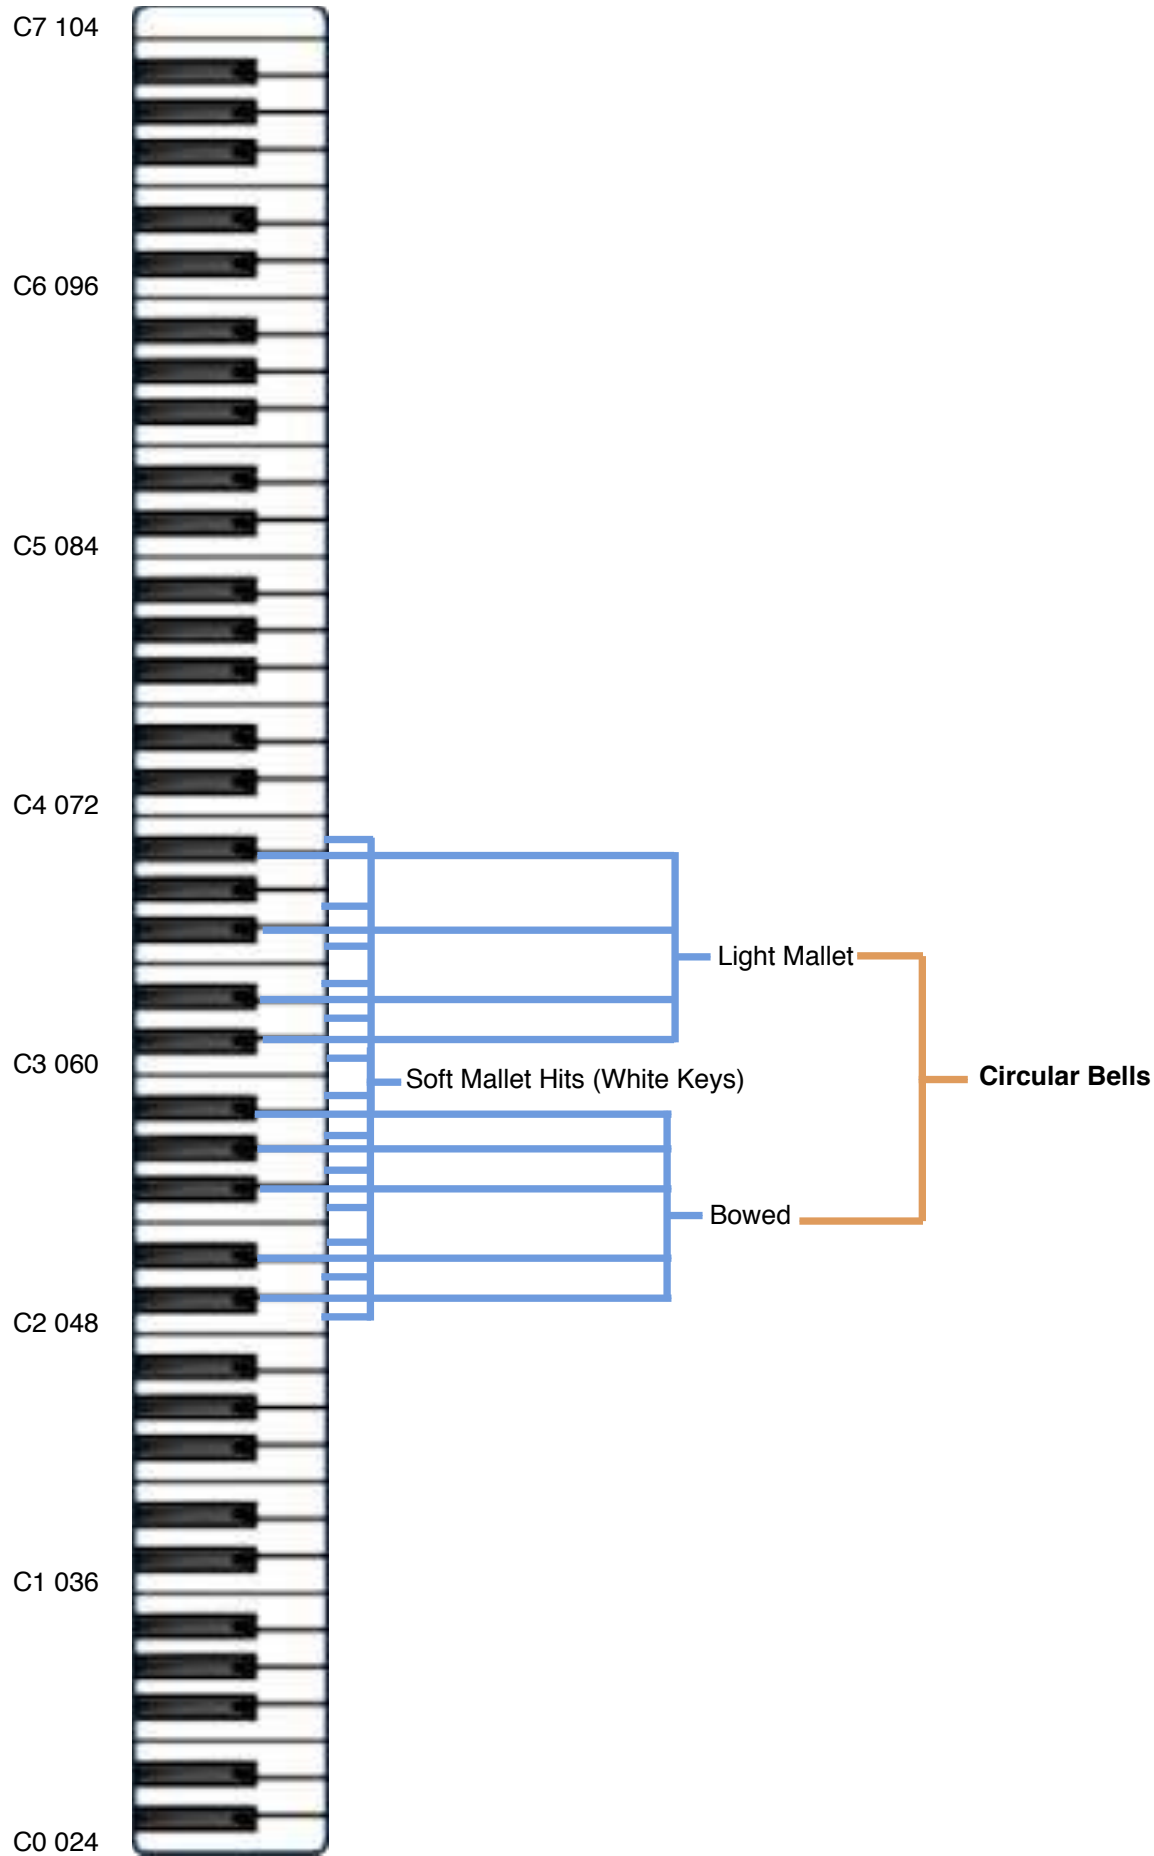 C7 104
C6 096
C5 084
C4 072
Light Mallet
C3 060
Soft Mallet Hits (White Keys)
Circular Bells
Bowed
C2 048
C1 036
C0 024